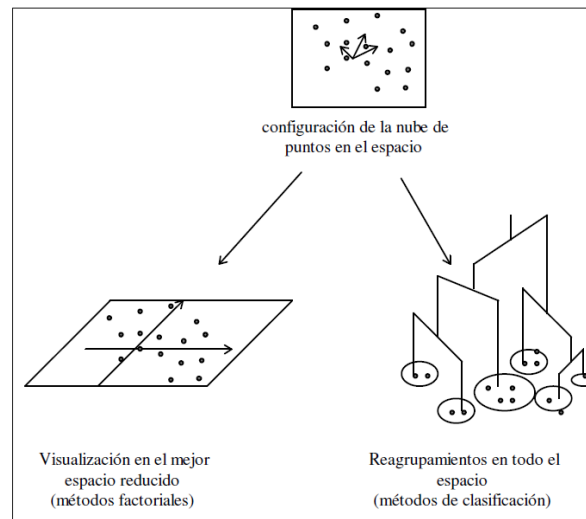 configuración de la nube de
puntos en el espacio
Visualización en el mejor
espacio reducido
(métodos factoriales)
Reagrupamientos en todo el
espacio
(métodos de clasificación)